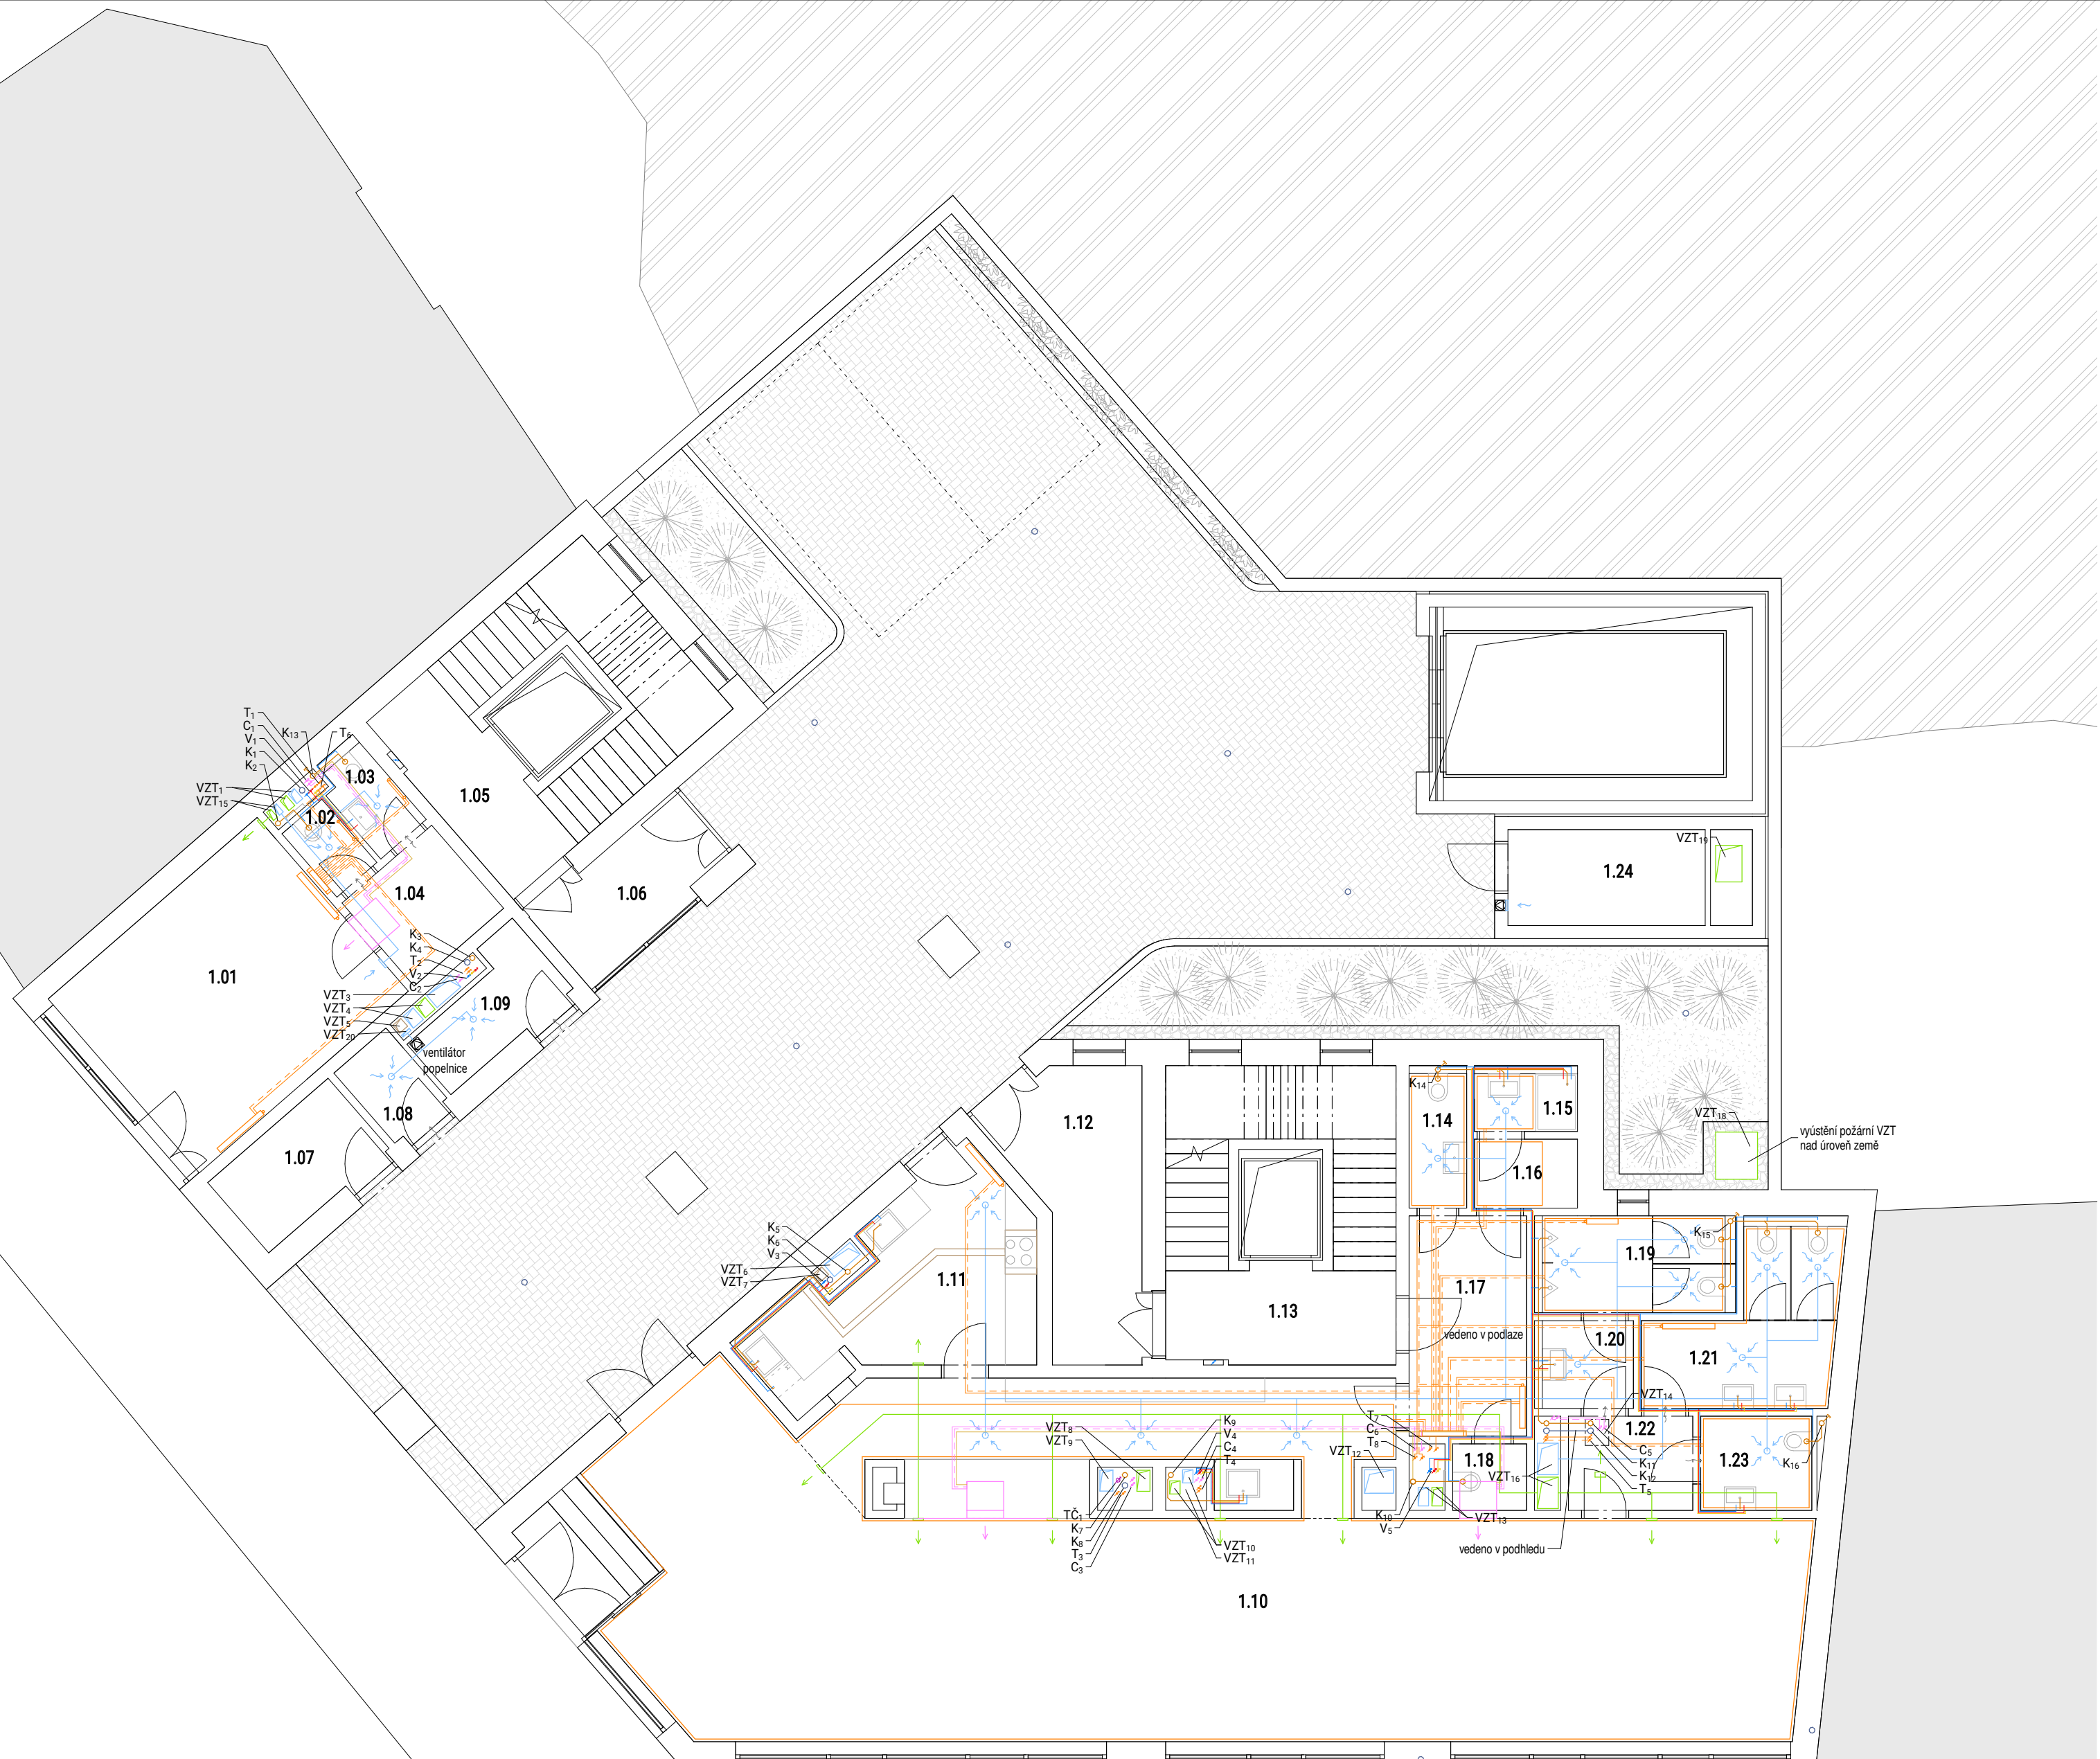 T₁
C₁
V₁
K₁
K₂
K₁₃
T₆
VZT₁
VZT₁₅
1.03
1.02
1.05
1.04
1.06
VZT₁₉
1.24
K₃
K₄
T₂
V₂
C₂
1.01
VZT₃
VZT₄
VZT₅
VZT₂₀
1.09
ventilátor
popelnice
1.08
1.07
K₁₄
1.12
1.14
1.15
1.16
VZT₁₈
vyústění požární VZT
nad úroveň země
K₅
K₆
V₃
VZT₆
VZT₇
1.11
1.13
1.17
K₁₅
1.19
vedeno v podlaze
1.20
1.21
VZT₁₄
VZT₈
VZT₉
K₉
V₄
C₄
T₄
T₇
C₆
T₈
VZT₁₂
1.18
1.22
1.23
C₅
K₁₁
K₁₂
T₅
K₁₆
VZT₁₆
TČ₁
K₇
K₈
T₃
C₃
VZT₁₀
VZT₁₁
K₁₀
V₅
VZT₁₃
vedeno v podhledu
1.10